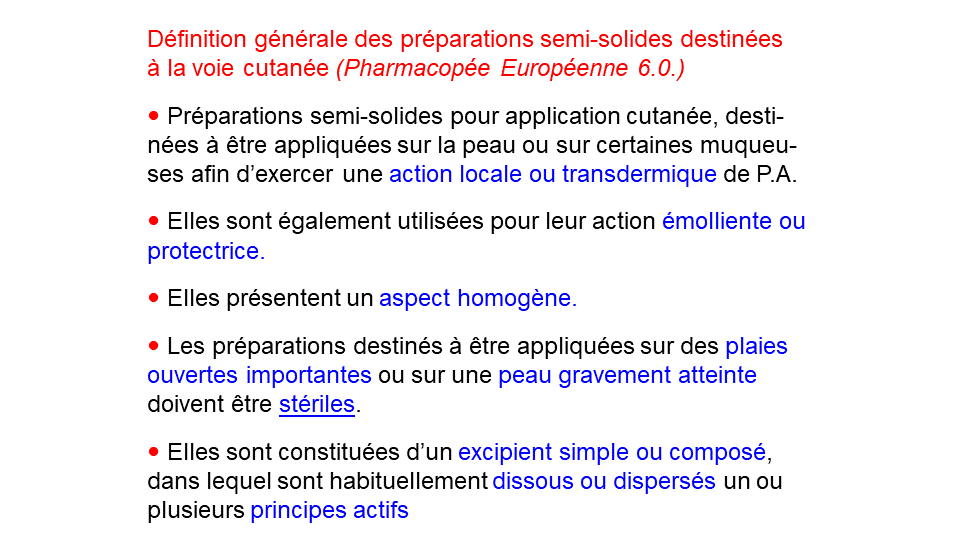 Définition générale des préparations semi-solides destinées
à la voie cutanée (Pharmacopée Européenne 6.0.)
• Préparations semi-solides pour application cutanée, desti-
nées à être appliquées sur la peau ou sur certaines muqueu-
ses afin d’exercer une action locale ou transdermique de P.A.
• Elles sont également utilisées pour leur action émolliente ou
protectrice.
• Elles présentent un aspect homogène.
• Les préparations destinés à être appliquées sur des plaies
ouvertes importantes ou sur une peau gravement atteinte
doivent être stériles.
• Elles sont constituées d’un excipient simple ou composé,
dans lequel sont habituellement dissous ou dispersés un ou
plusieurs principes actifs